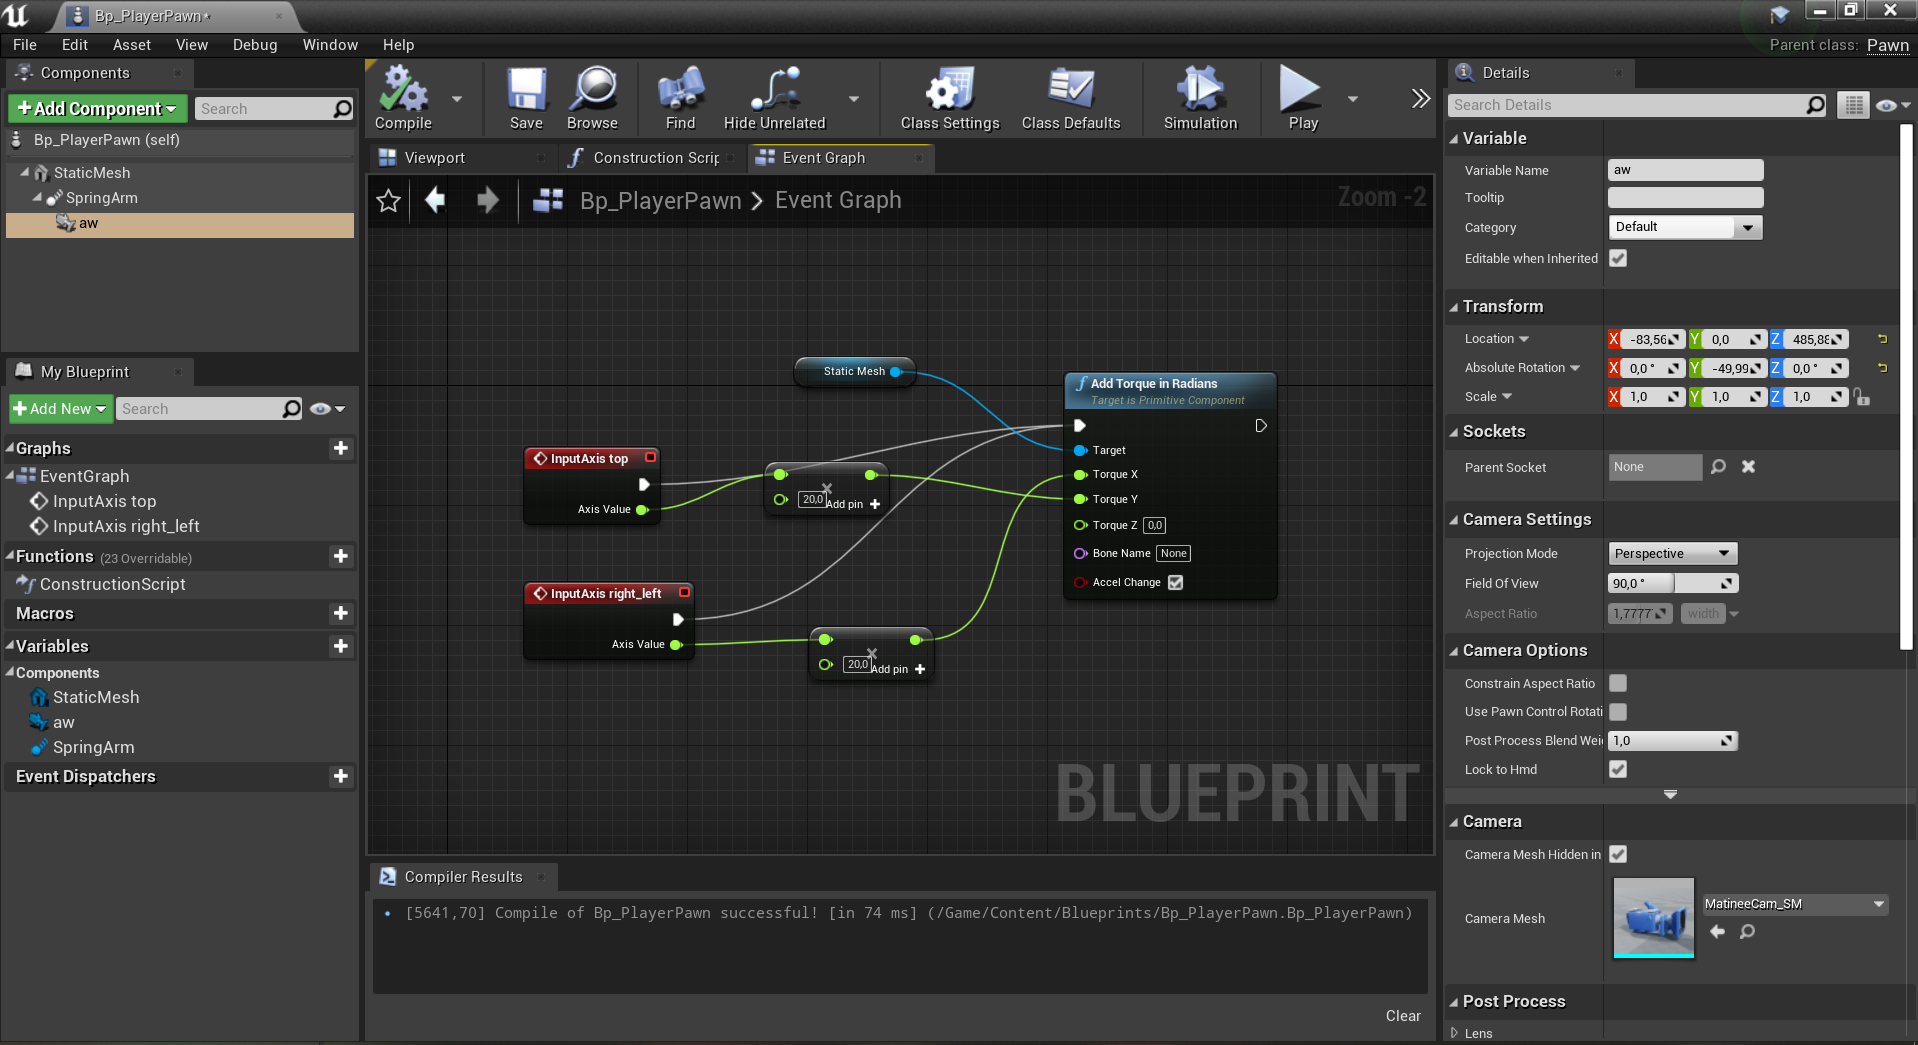 Bp_PlayerPawn*
File Edit Asset View Debug Window Help
Parent class: Pawn
Components
Add Component
Search
Bp_PlayerPawn (self)
StaticMesh
SpringArm
aw
My Blueprint
Add New
Search
Graphs
EventGraph
InputAxis top
InputAxis right_left
Functions (23 Overridable)
ConstructionScript
Macros
Variables
Components
StaticMesh
aw
SpringArm
Event Dispatchers
Compile
Save
Browse
Find
Hide Unrelated
Class Settings
Class Defaults
Simulation
Play
Viewport
Construction Scrip
Event Graph
Bp_PlayerPawn > Event Graph
Zoom -2
Static Mesh
InputAxis top
Axis Value
20,0
Add pin
InputAxis right_left
Axis Value
20,0
Add pin
Add Torque in Radians
Target is Primitive Component
Target
Torque X
Torque Y
Torque Z 0,0
Bone Name None
Accel Change
BLUEPRINT
Compiler Results
[5641,70] Compile of Bp_PlayerPawn successful! [in 74 ms] (/Game/Content/Blueprints/Bp_PlayerPawn.Bp_PlayerPawn)
Clear
Details
Search Details
Variable
Variable Name aw
Tooltip
Category Default
Editable when Inherited
Transform
Location X -83,56 Y 0,0 Z 485,88
Absolute Rotation X 0,0 ° Y -49,99 Z 0,0 °
Scale X 1,0 Y 1,0 Z 1,0
Sockets
Parent Socket None
Camera Settings
Projection Mode Perspective
Field Of View 90,0 °
Aspect Ratio 1,7777 width
Camera Options
Constrain Aspect Ratio
Use Pawn Control Rotati
Post Process Blend Wei 1,0
Lock to Hmd
Camera
Camera Mesh Hidden in
Camera Mesh MatineeCam_SM
Post Process
Lens